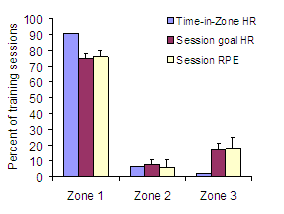 100
90
80
70
60
50
40
30
20
10
0
Percent of training sessions
Time-in-Zone HR
Session goal HR
Session RPE
Zone 1 Zone 2 Zone 3